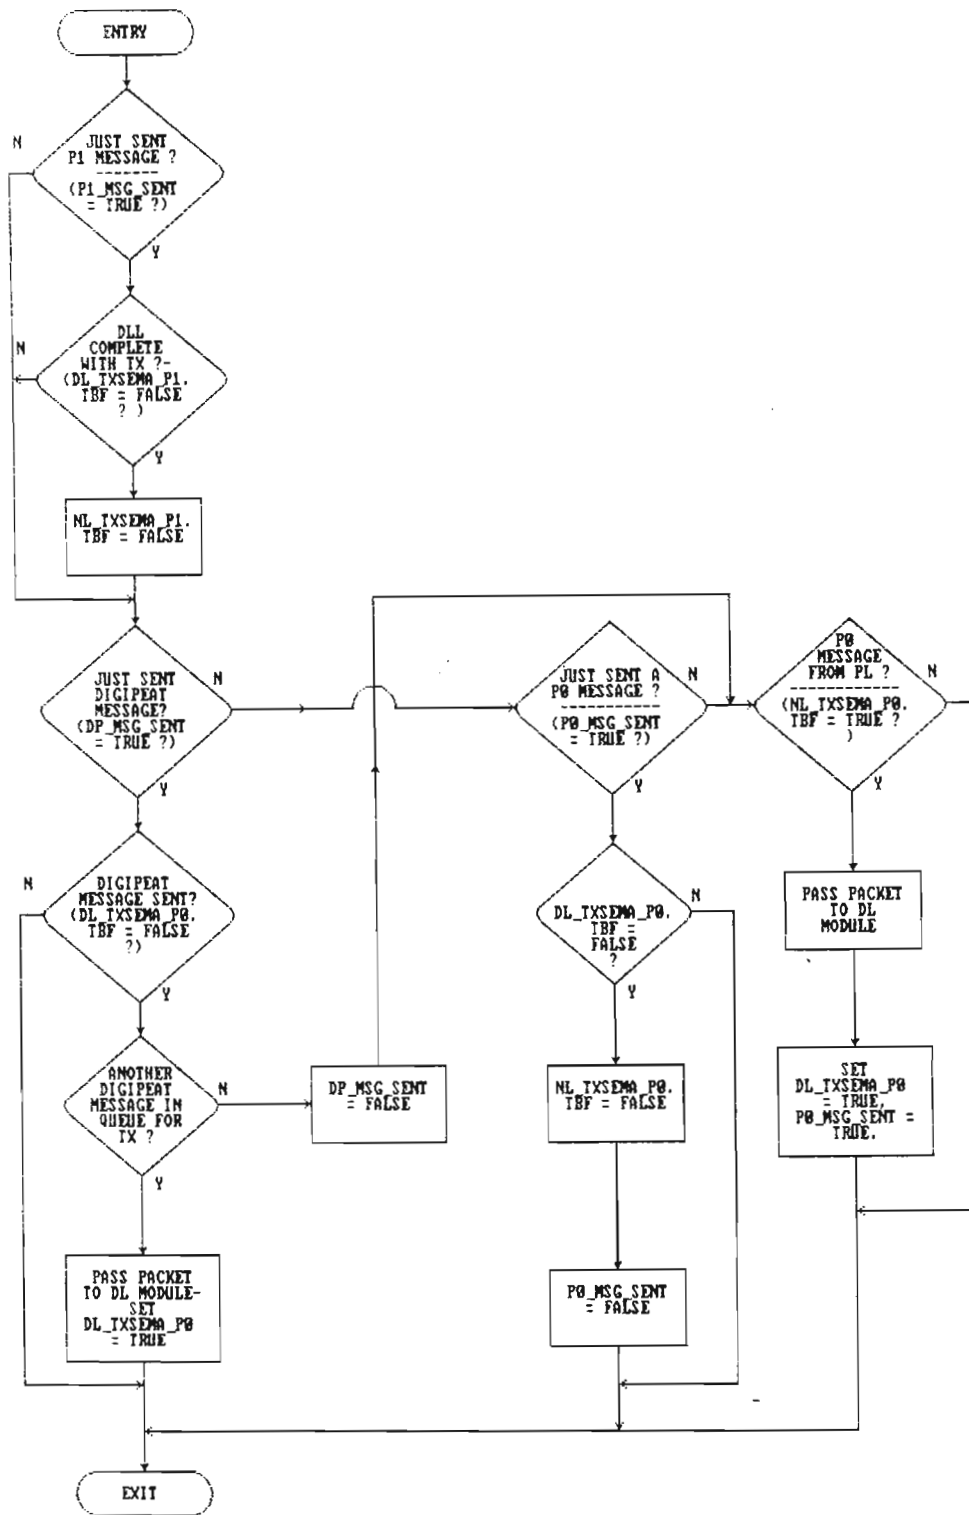 ENTRY
N
JUST SENT
P1 MESSAGE ?
-------
(P1_MSG_SENT
= TRUE ?)
Y
N
DLL
COMPLETE
WITH TX ?-
(DL_TXSEMA_P1.
TBF = FALSE
? )
Y
NL_TXSEMA_P1.
TBF = FALSE
JUST SENT
DIGIPEAT
MESSAGE?
(DP_MSG_SENT
= TRUE ?)
N
Y
N
DIGIPEAT
MESSAGE SENT?
(DL_TXSEMA_P0.
TBF = FALSE
?)
Y
ANOTHER
DIGIPEAT
MESSAGE IN
QUEUE FOR
TX ?
N
Y
DP_MSG_SENT
= FALSE
PASS PACKET
TO DL MODULE-
SET
DL_TXSEMA_P0
= TRUE
JUST SENT A
P0 MESSAGE ?
-----------
(P0_MSG_SENT
= TRUE ?)
N
Y
DL_TXSEMA_P0.
TBF =
FALSE
?
N
Y
NL_TXSEMA_P0.
TBF = FALSE
P0_MSG_SENT
= FALSE
P0
MESSAGE
FROM PL ?
-------------
(NL_TXSEMA_P0.
TBF = TRUE ?
)
N
Y
PASS PACKET
TO DL
MODULE
SET
DL_TXSEMA_P0
= TRUE,
P0_MSG_SENT =
TRUE.
EXIT